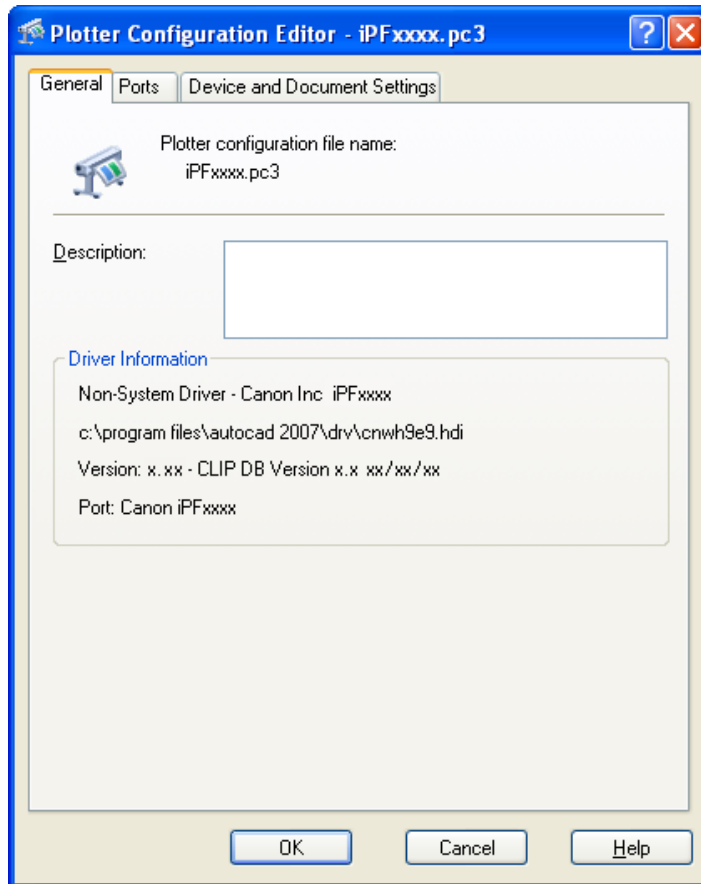 Plotter Configuration Editor - iPFxxxx.pc3
General
Ports
Device and Document Settings
Plotter configuration file name:
iPFxxxx.pc3
Description:
Driver Information
Non-System Driver - Canon Inc  iPFxxxx
c:\program files\autocad 2007\drv\cnwh9e9.hdi
Version: x.xx - CLIP DB Version x.x xx/xx/xx
Port: Canon iPFxxxx
OK
Cancel
Help